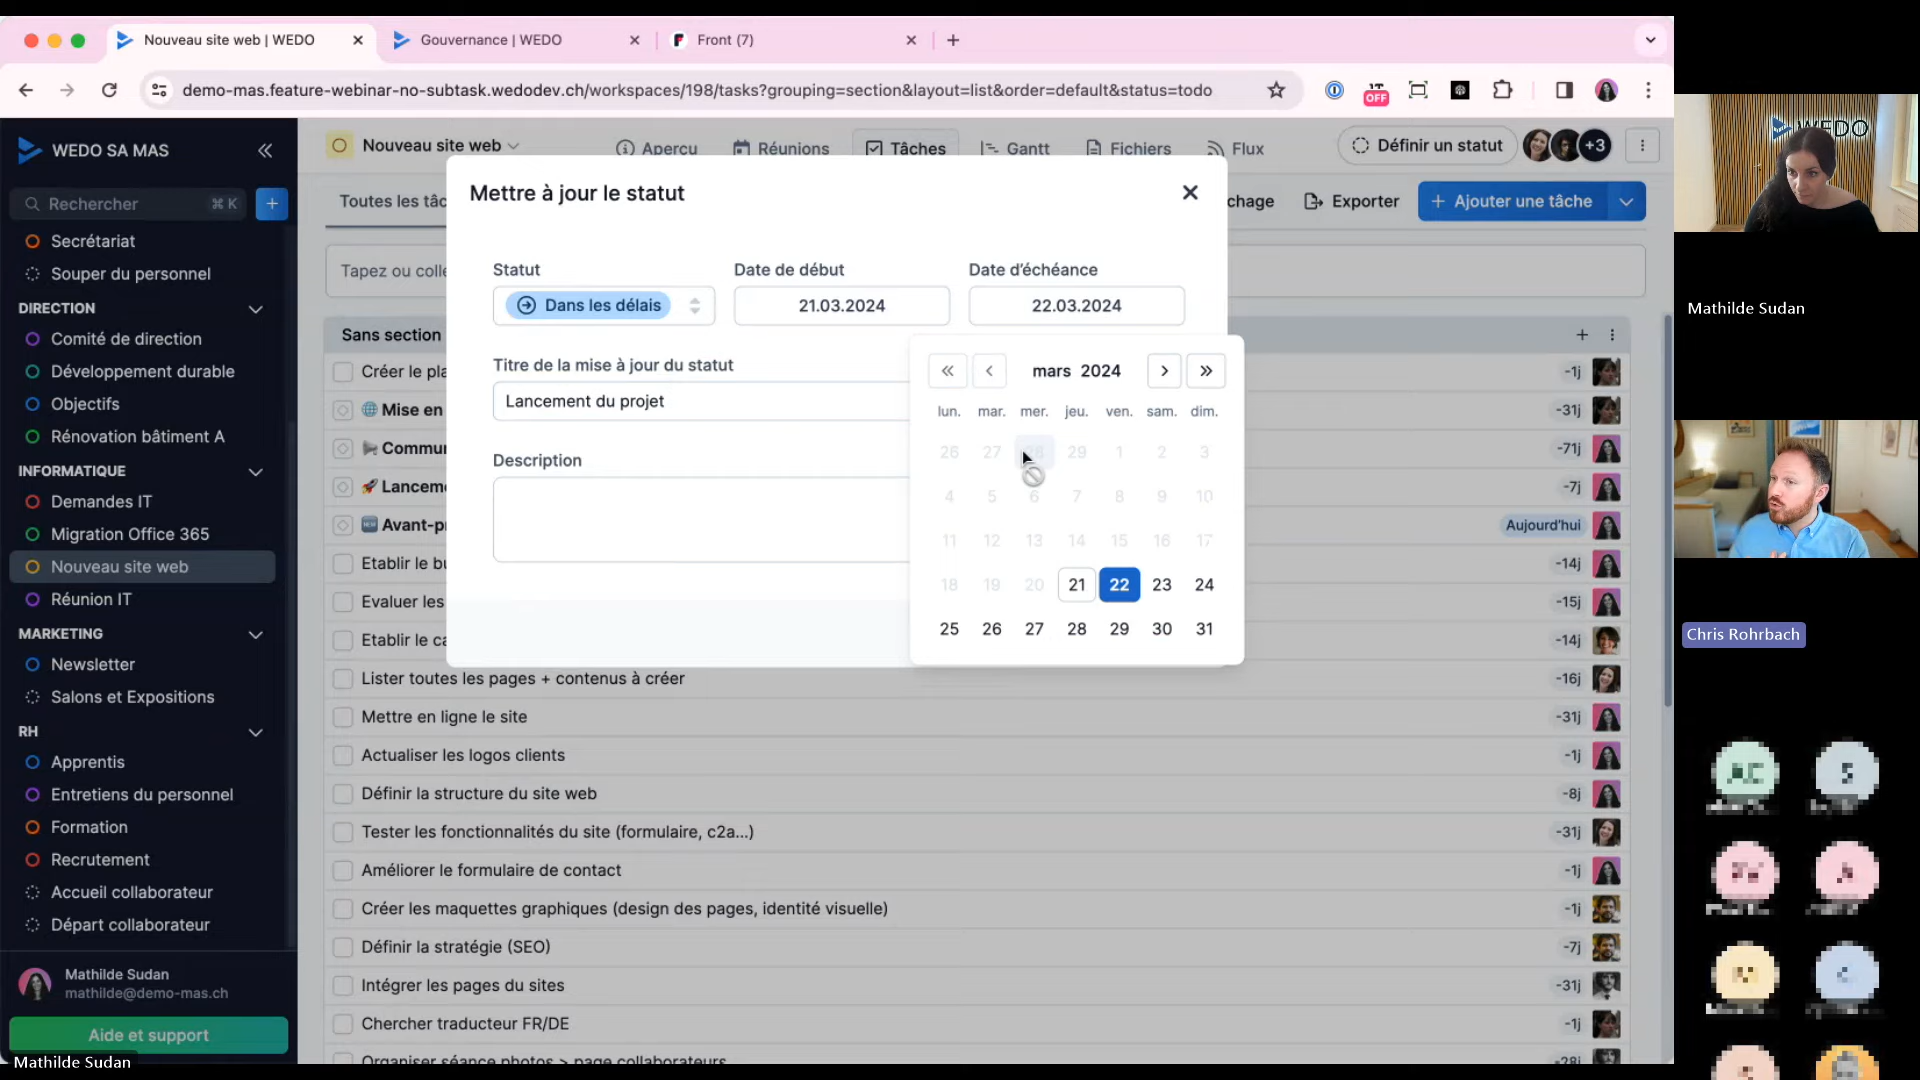 Nouveau site web | WEDO
Gouvernance | WEDO
Front (7)
demo-mas.feature-webinar-no-subtask.wedodev.ch/workspaces/198/tasks?grouping=section&layout=list&order=default&status=todo
OFF
WEDO SA MAS
Rechercher ⌘ K
Secrétariat
Souper du personnel
DIRECTION
Comité de direction
Développement durable
Objectifs
Rénovation bâtiment A
INFORMATIQUE
Demandes IT
Migration Office 365
Nouveau site web
Réunion IT
MARKETING
Newsletter
Salons et Expositions
RH
Apprentis
Entretiens du personnel
Formation
Recrutement
Accueil collaborateur
Départ collaborateur
Mathilde Sudan
mathilde@demo-mas.ch
Aide et support
Mathilde Sudan
Nouveau site web
Aperçu
Réunions
Tâches
Gantt
Fichiers
Flux
Définir un statut
+3
Toutes les tâc
chage
Exporter
+ Ajouter une tâche
Tapez ou colle
Mettre à jour le statut
Statut
Dans les délais
Date de début
21.03.2024
Date d'échéance
22.03.2024
Titre de la mise à jour du statut
Lancement du projet
Description
mars 2024
lun. mar. mer. jeu. ven. sam. dim.
26 27 28 29 1 2 3
4 5 6 7 8 9 10
11 12 13 14 15 16 17
18 19 20 21 22 23 24
25 26 27 28 29 30 31
Sans section
Créer le pla -1j
Mise en -31j
Commu -71j
Lancem -7j
Avant-p Aujourd'hui
Etablir le bu -14j
Evaluer les -15j
Etablir le ca -14j
Lister toutes les pages + contenus à créer -16j
Mettre en ligne le site -31j
Actualiser les logos clients -1j
Définir la structure du site web -8j
Tester les fonctionnalités du site (formulaire, c2a...) -31j
Améliorer le formulaire de contact -1j
Créer les maquettes graphiques (design des pages, identité visuelle) -1j
Définir la stratégie (SEO) -7j
Intégrer les pages du sites -31j
Chercher traducteur FR/DE -1j
Organiser séance photos > page collaborateurs -28j
WEDO
Mathilde Sudan
Chris Rohrbach
AC
S